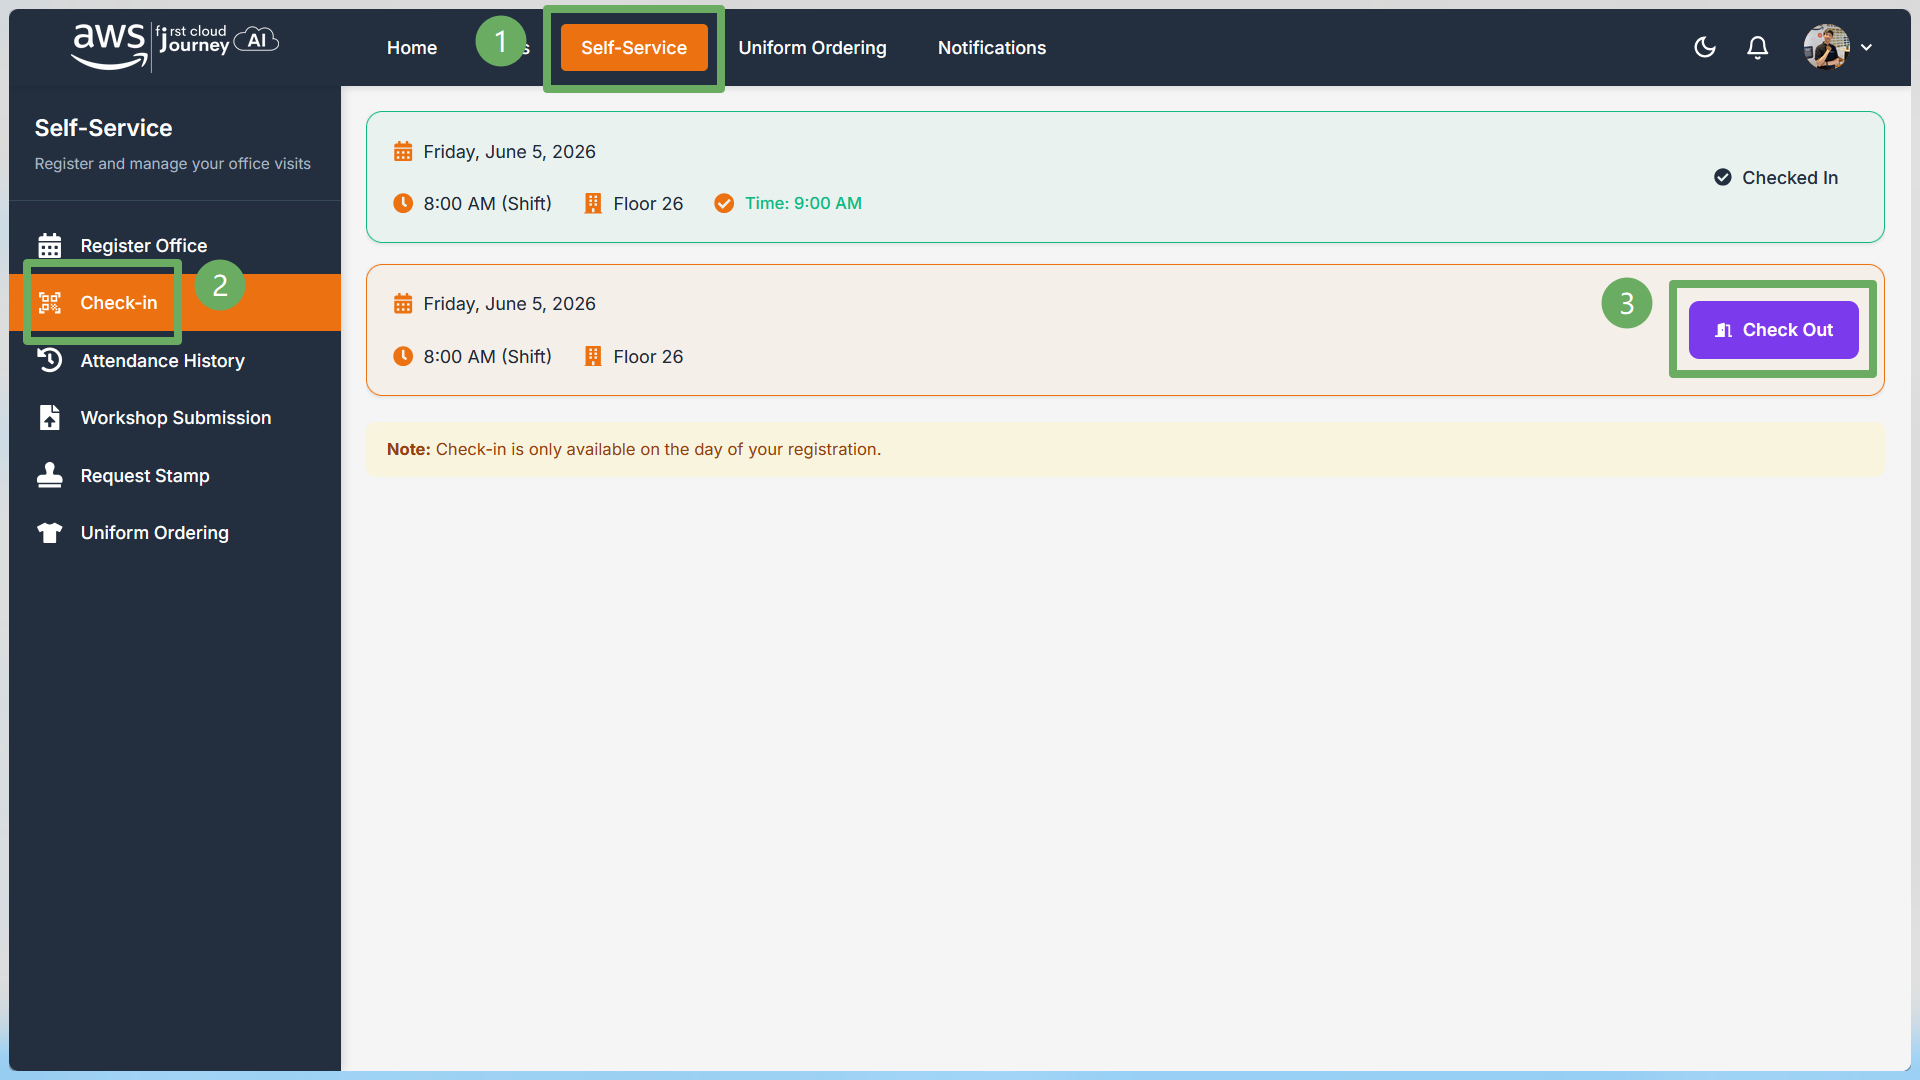 aws first cloud journey AI
Home
1
Self-Service
Uniform Ordering
Notifications
Self-Service
Register and manage your office visits
Register Office
Check-in
2
Attendance History
Workshop Submission
Request Stamp
Uniform Ordering
Friday, June 5, 2026
8:00 AM (Shift)
Floor 26
Time: 9:00 AM
Checked In
Friday, June 5, 2026
8:00 AM (Shift)
Floor 26
3
Check Out
Note: Check-in is only available on the day of your registration.